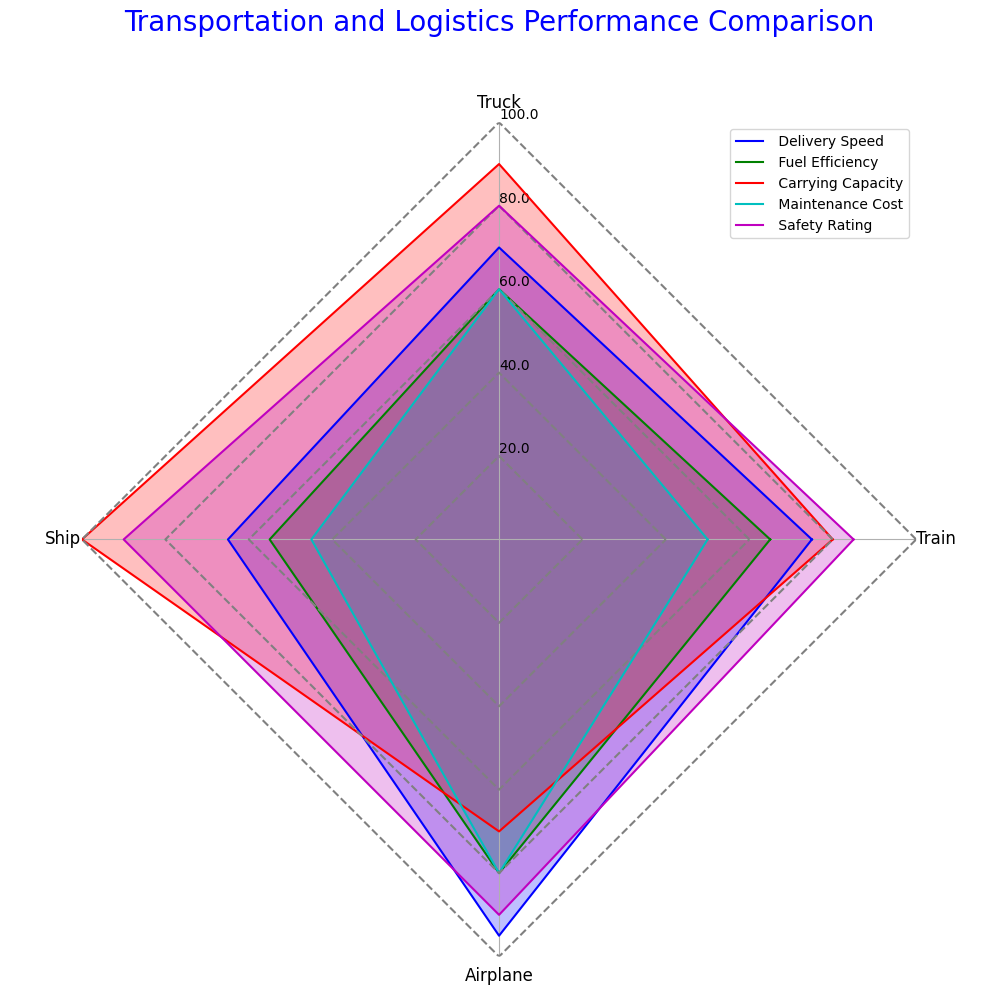 Transportation and Logistics Performance Comparison
Truck
100.0
Delivery Speed
Fuel Efficiency
Carrying Capacity
Maintenance Cost
Safety Rating
80.0
60.0
40.0
20.0
Ship
Train
Airplane